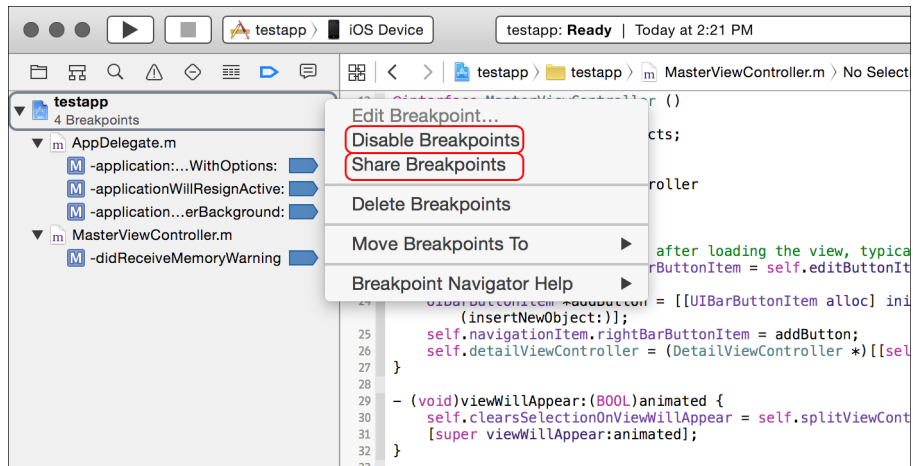 testapp 〉 iOS Device
testapp: Ready | Today at 2:21 PM
testapp 〉 testapp 〉 m MasterViewController.m 〉 No Selecti
testapp
4 Breakpoints
m AppDelegate.m
M -application:...WithOptions:
M -applicationWillResignActive:
M -application...erBackground:
m MasterViewController.m
M -didReceiveMemoryWarning
Edit Breakpoint...
Disable Breakpoints
Share Breakpoints
Delete Breakpoints
Move Breakpoints To
Breakpoint Navigator Help
r ()
cts;
roller
after loading the view, typica
rButtonItem = self.editButtonIt
24 UIBarButtonItem *addButton = [[UIBarButtonItem alloc] ini
(insertNewObject:)];
25 self.navigationItem.rightBarButtonItem = addButton;
26 self.detailViewController = (DetailViewController *)[[sel
27 }
28
29 - (void)viewWillAppear:(BOOL)animated {
30 self.clearsSelectionOnViewWillAppear = self.splitViewCont
31 [super viewWillAppear:animated];
32 }